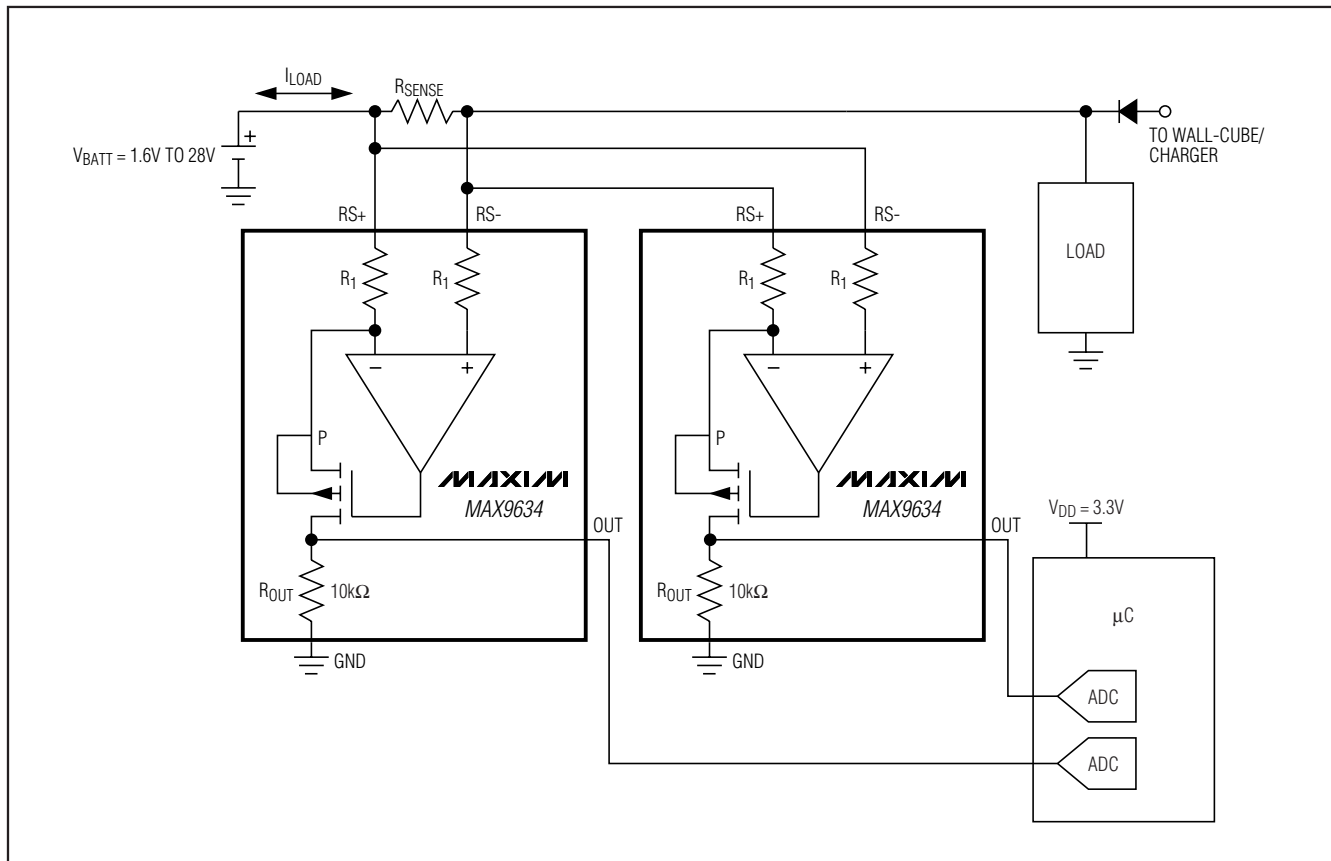 ILOAD
RSENSE
+
VBATT = 1.6V TO 28V
TO WALL-CUBE/
CHARGER
RS+
RS-
RS+
RS-
LOAD
R1
R1
R1
R1
−
+
−
+
P
P
MAXIM
MAX9634
MAXIM
MAX9634
OUT
OUT
VDD = 3.3V
ROUT
10kΩ
ROUT
10kΩ
µC
GND
GND
ADC
ADC